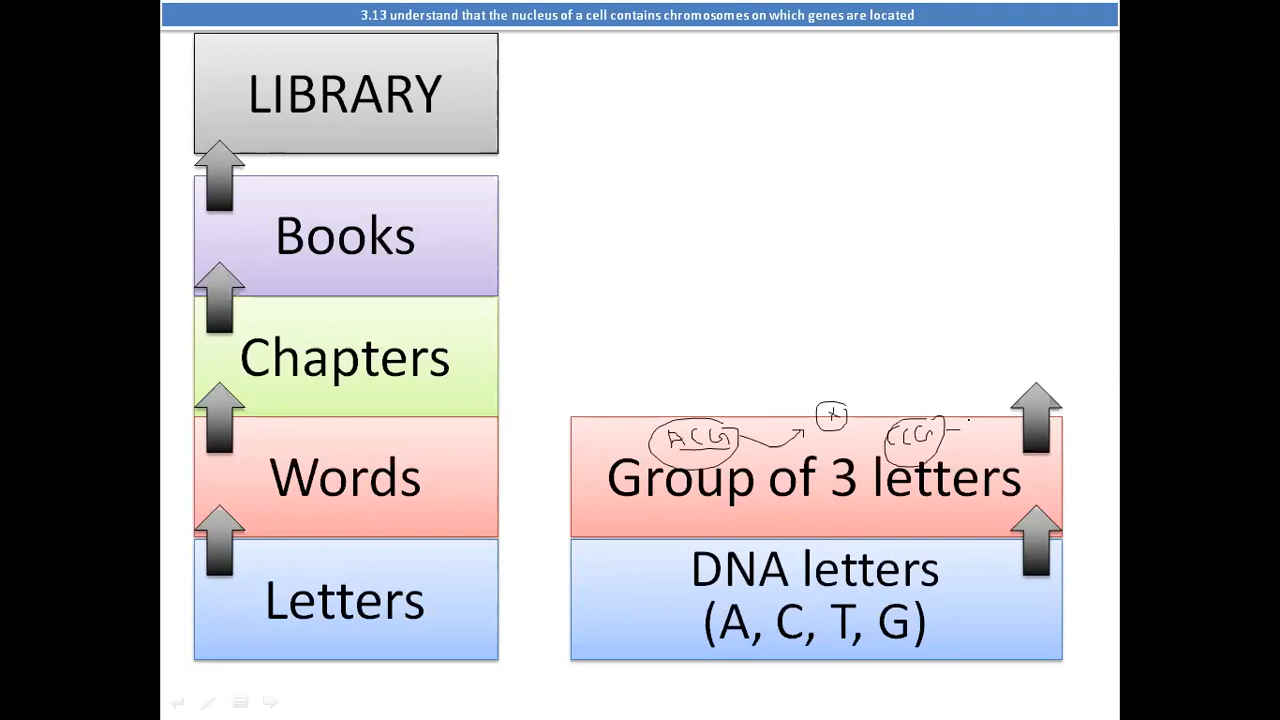 3.13 understand that the nucleus of a cell contains chromosomes on which genes are located
LIBRARY
Books
Chapters
Words
Letters
ACG
CCG
Group of 3 letters
DNA letters
(A, C, T, G)